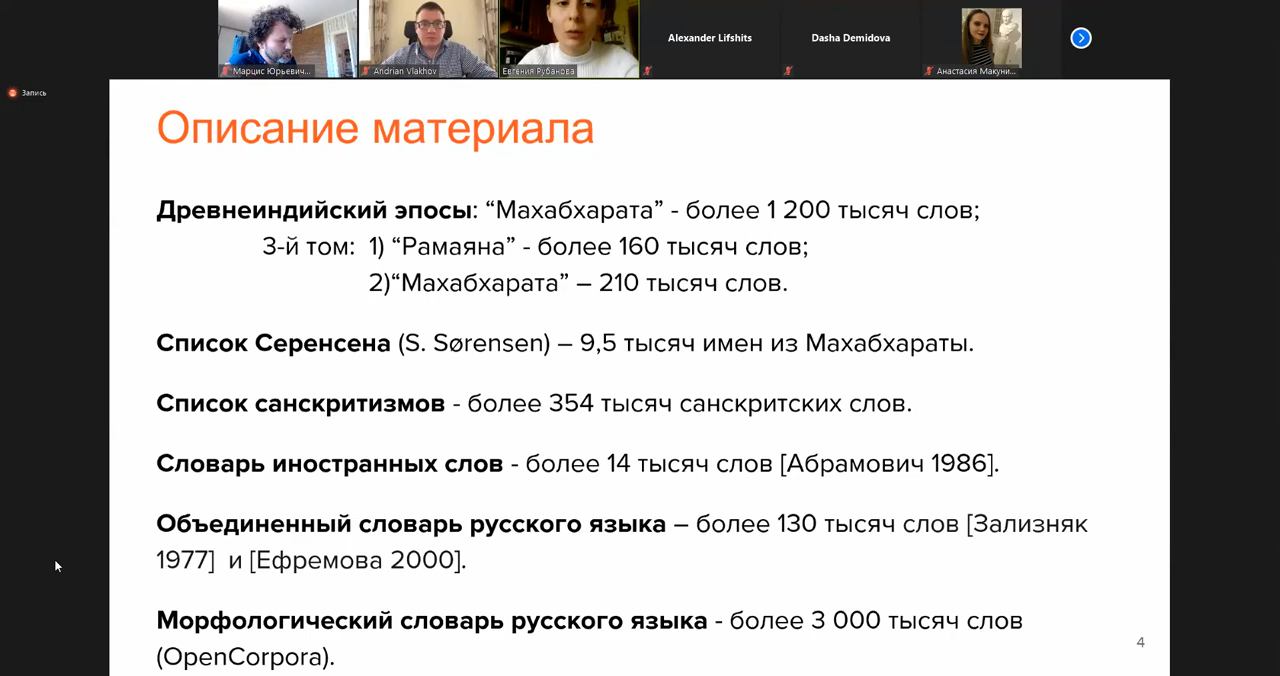 Марцис Юрьевич...
Andrian Vlakhov
Евгения Рубанова
Alexander Lifshits
Dasha Demidova
Анастасия Макуни...
Запись
Описание материала
Древнеиндийский эпосы: “Махабхарата” - более 1 200 тысяч слов;
3-й том: 1) “Рамаяна” - более 160 тысяч слов;
2)“Махабхарата” – 210 тысяч слов.
Список Серенсена (S. Sørensen) – 9,5 тысяч имен из Махабхараты.
Список санскритизмов - более 354 тысяч санскритских слов.
Словарь иностранных слов - более 14 тысяч слов [Абрамович 1986].
Объединенный словарь русского языка – более 130 тысяч слов [Зализняк
1977] и [Ефремова 2000].
Морфологический словарь русского языка - более 3 000 тысяч слов
(OpenCorpora).
4